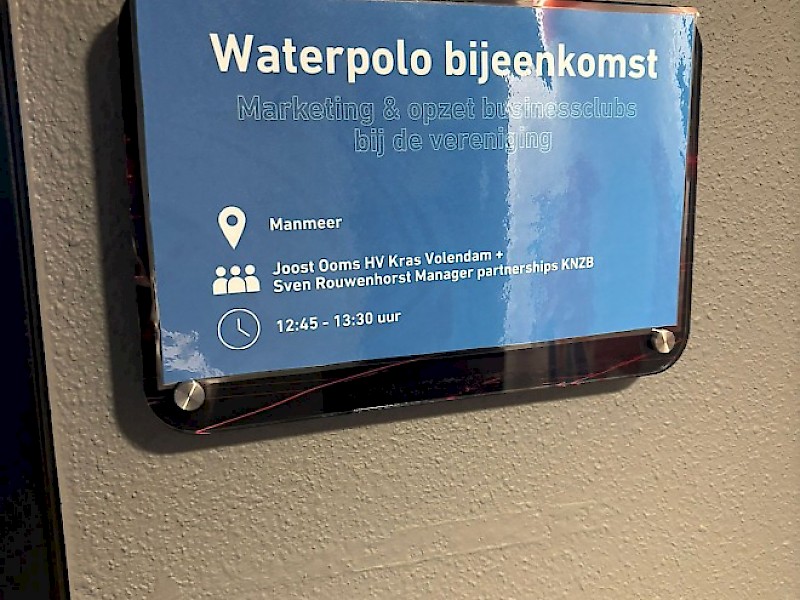 Waterpolo bijeenkomst
Marketing & opzet businessclubs
bij de vereniging
Manmeer
Joost Ooms HV Kras Volendam +
Sven Rouwenhorst Manager partnerships KNZB
12:45 - 13:30 uur